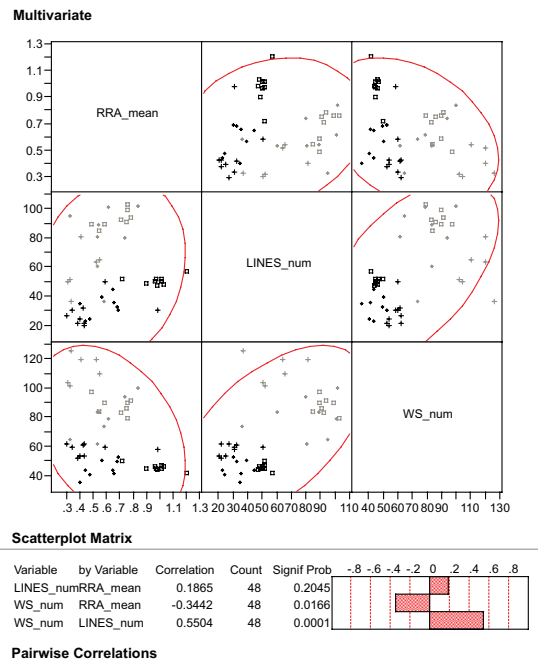 Multivariate
1.3
1.1
0.9
0.7
0.5
0.3
RRA_mean
100
80
60
40
20
LINES_num
120
100
80
60
40
WS_num
.3 .4 .5 .6 .7 .8 .9 1.1 1.3 20 30 40 50 60 70 80 90 110 40 50 60 70 80 90 110 130
Scatterplot Matrix
Variable by Variable Correlation Count Signif Prob -.8 -.6 -.4 -.2 0 .2 .4 .6 .8
LINES_num RRA_mean 0.1865 48 0.2045
WS_num RRA_mean -0.3442 48 0.0166
WS_num LINES_num 0.5504 48 0.0001
Pairwise Correlations